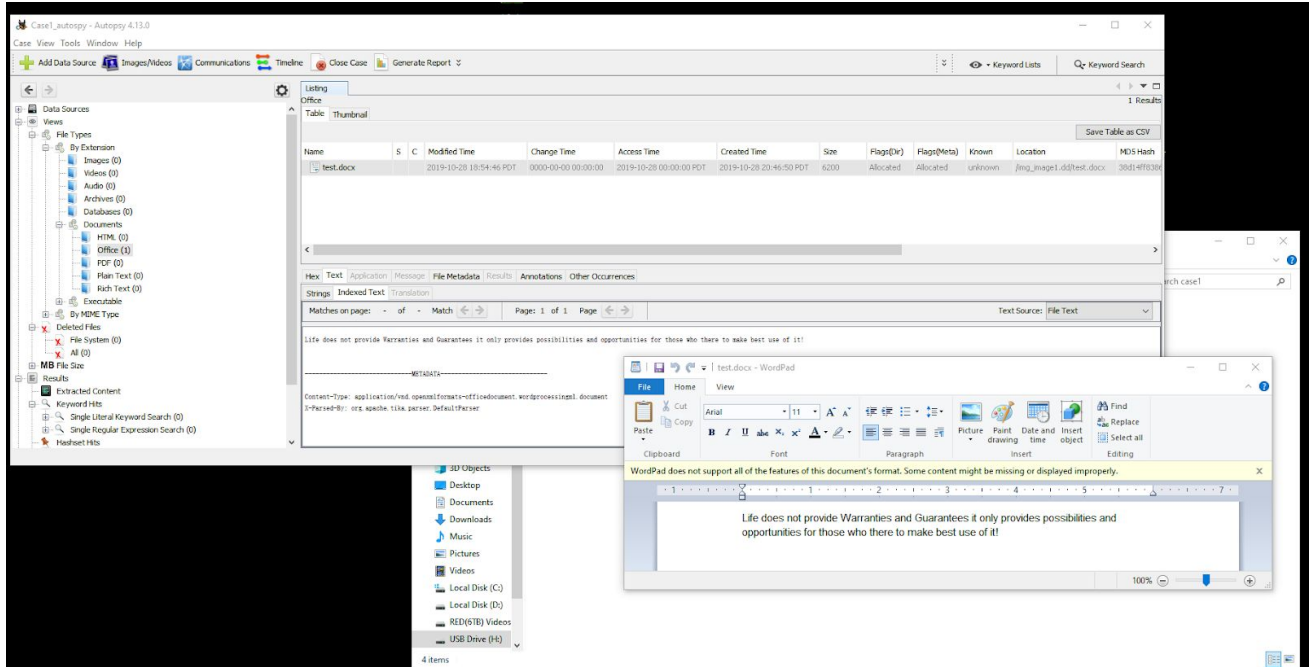 Case1_autospy - Autopsy 4.13.0
Case View Tools Window Help
Add Data Source Images/Videos Communications Timeline Close Case Generate Report Keyword Lists Keyword Search
Data Sources
Views
File Types
By Extension
Images (0)
Videos (0)
Audio (0)
Archives (0)
Databases (0)
Documents
HTML (0)
Office (1)
PDF (0)
Plain Text (0)
Rich Text (0)
Executable
By MIME Type
Deleted Files
File System (0)
All (0)
MB File Size
Results
Extracted Content
Keyword Hits
Single Literal Keyword Search (0)
Single Regular Expression Search (0)
Hashset Hits
Listing
Office
1 Results
Table Thumbnail
Save Table as CSV
Name S C Modified Time Change Time Access Time Created Time Size Flags(Dir) Flags(Meta) Known Location MD5 Hash
test.docx 2019-10-28 18:54:46 PDT 0000-00-00 00:00:00 2019-10-28 00:00:00 PDT 2019-10-28 20:46:50 PDT 6200 Allocated Allocated unknown /img_image1.dd/test.docx
Hex Text Application Message File Metadata Results Annotations Other Occurrences
Strings Indexed Text Translation
Matches on page: - of - Match Page: 1 of 1 Page Text Source: File Text
Life does not provide Warranties and Guarantees it only provides possibilities and opportunities for those who there to make best use of it!
------------------------------METADATA------------------------------
Content-Type: application/vnd.openxmlformats-officedocument.wordprocessingml.document
X-Parsed-By: org.apache.tika.parser.DefaultParser
arch case1
test.docx - WordPad
File Home View
Paste
Cut
Copy
Clipboard
Arial 11
B I U abc X₂ X² A
Font
Paragraph
Picture
Paint drawing
Date and time
Insert object
Insert
Find
Replace
Select all
Editing
WordPad does not support all of the features of this document's format. Some content might be missing or displayed improperly. X
1 1 2 3 4 5 7
Life does not provide Warranties and Guarantees it only provides possibilities and
opportunities for those who there to make best use of it!
100%
3D Objects
Desktop
Documents
Downloads
Music
Pictures
Videos
Local Disk (C:)
Local Disk (D:)
RED(6TB) Videos
USB Drive (H:)
4 items